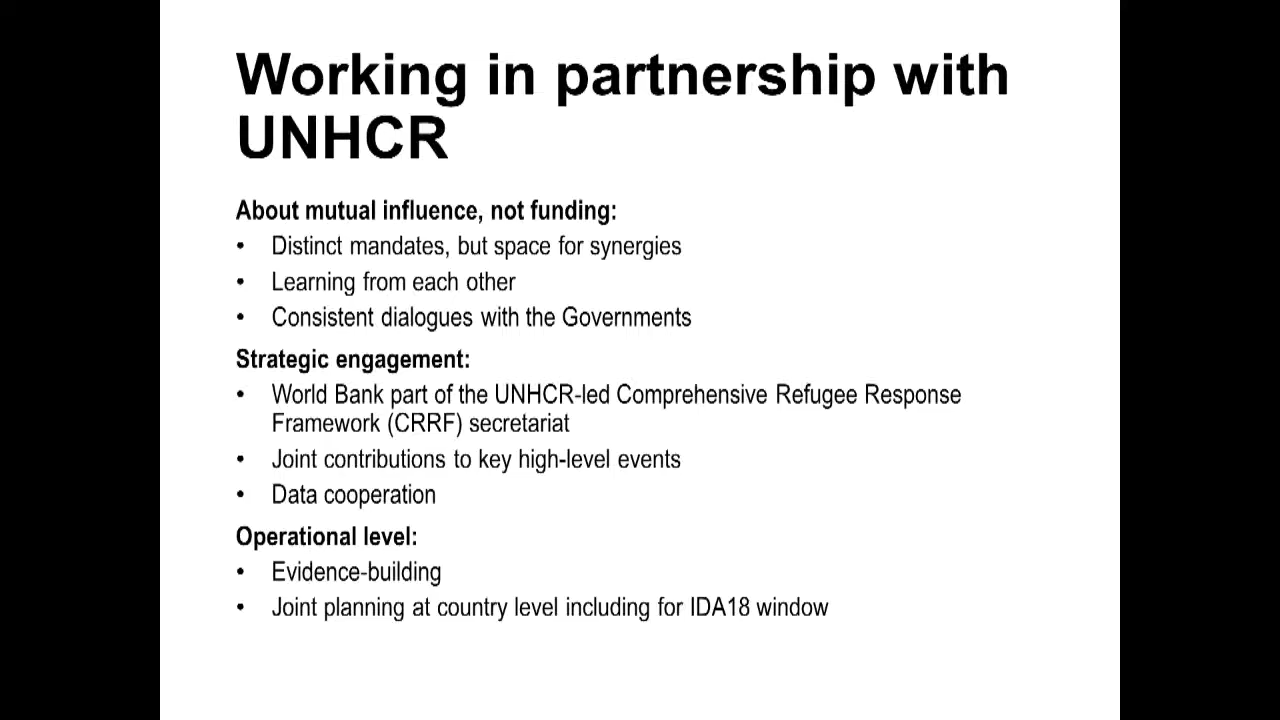 Working in partnership with
UNHCR
About mutual influence, not funding:
• Distinct mandates, but space for synergies
• Learning from each other
• Consistent dialogues with the Governments
Strategic engagement:
• World Bank part of the UNHCR-led Comprehensive Refugee Response
Framework (CRRF) secretariat
• Joint contributions to key high-level events
• Data cooperation
Operational level:
• Evidence-building
• Joint planning at country level including for IDA18 window